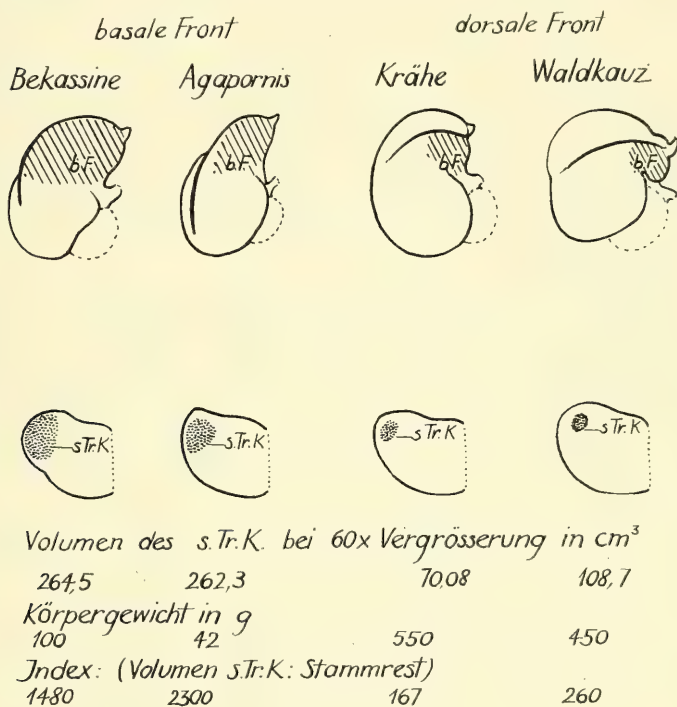 basale Front dorsale Front
Bekassine Agapornis Krähe Waldkauz
b.F. b.F. b.F. b.F.
s.Tr.K s.Tr.K s.Tr.K s.Tr.K
Volumen des s.Tr.K. bei 60x Vergrösserung in cm³
264,5 262,3 70,08 108,7
Körpergewicht in g
100 42 550 450
Jndex: (Volumen s.Tr.K: Stammrest)
1480 2300 167 260